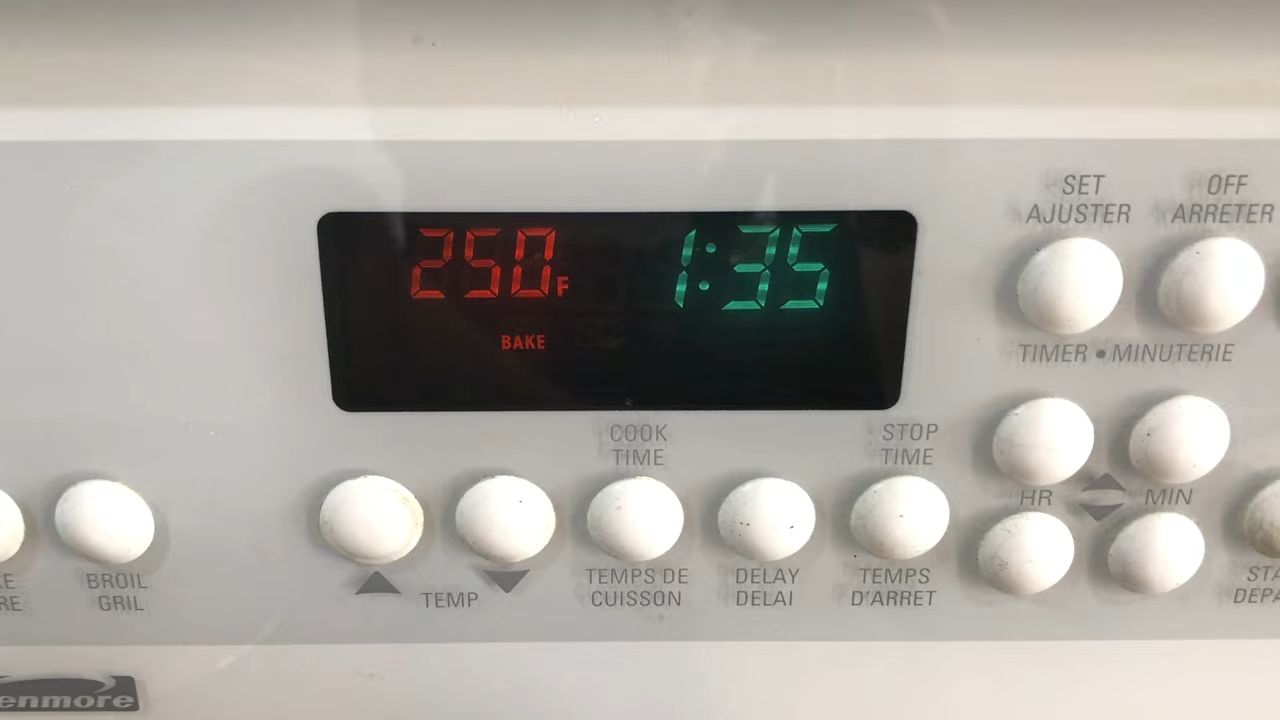 250F
1:35
BAKE
SET
AJUSTER
OFF
ARRETER
TIMER • MINUTERIE
COOK
TIME
STOP
TIME
HR
MIN
BROIL
GRIL
TEMP
TEMPS DE
CUISSON
DELAY
DELAI
TEMPS
D'ARRET
enmore